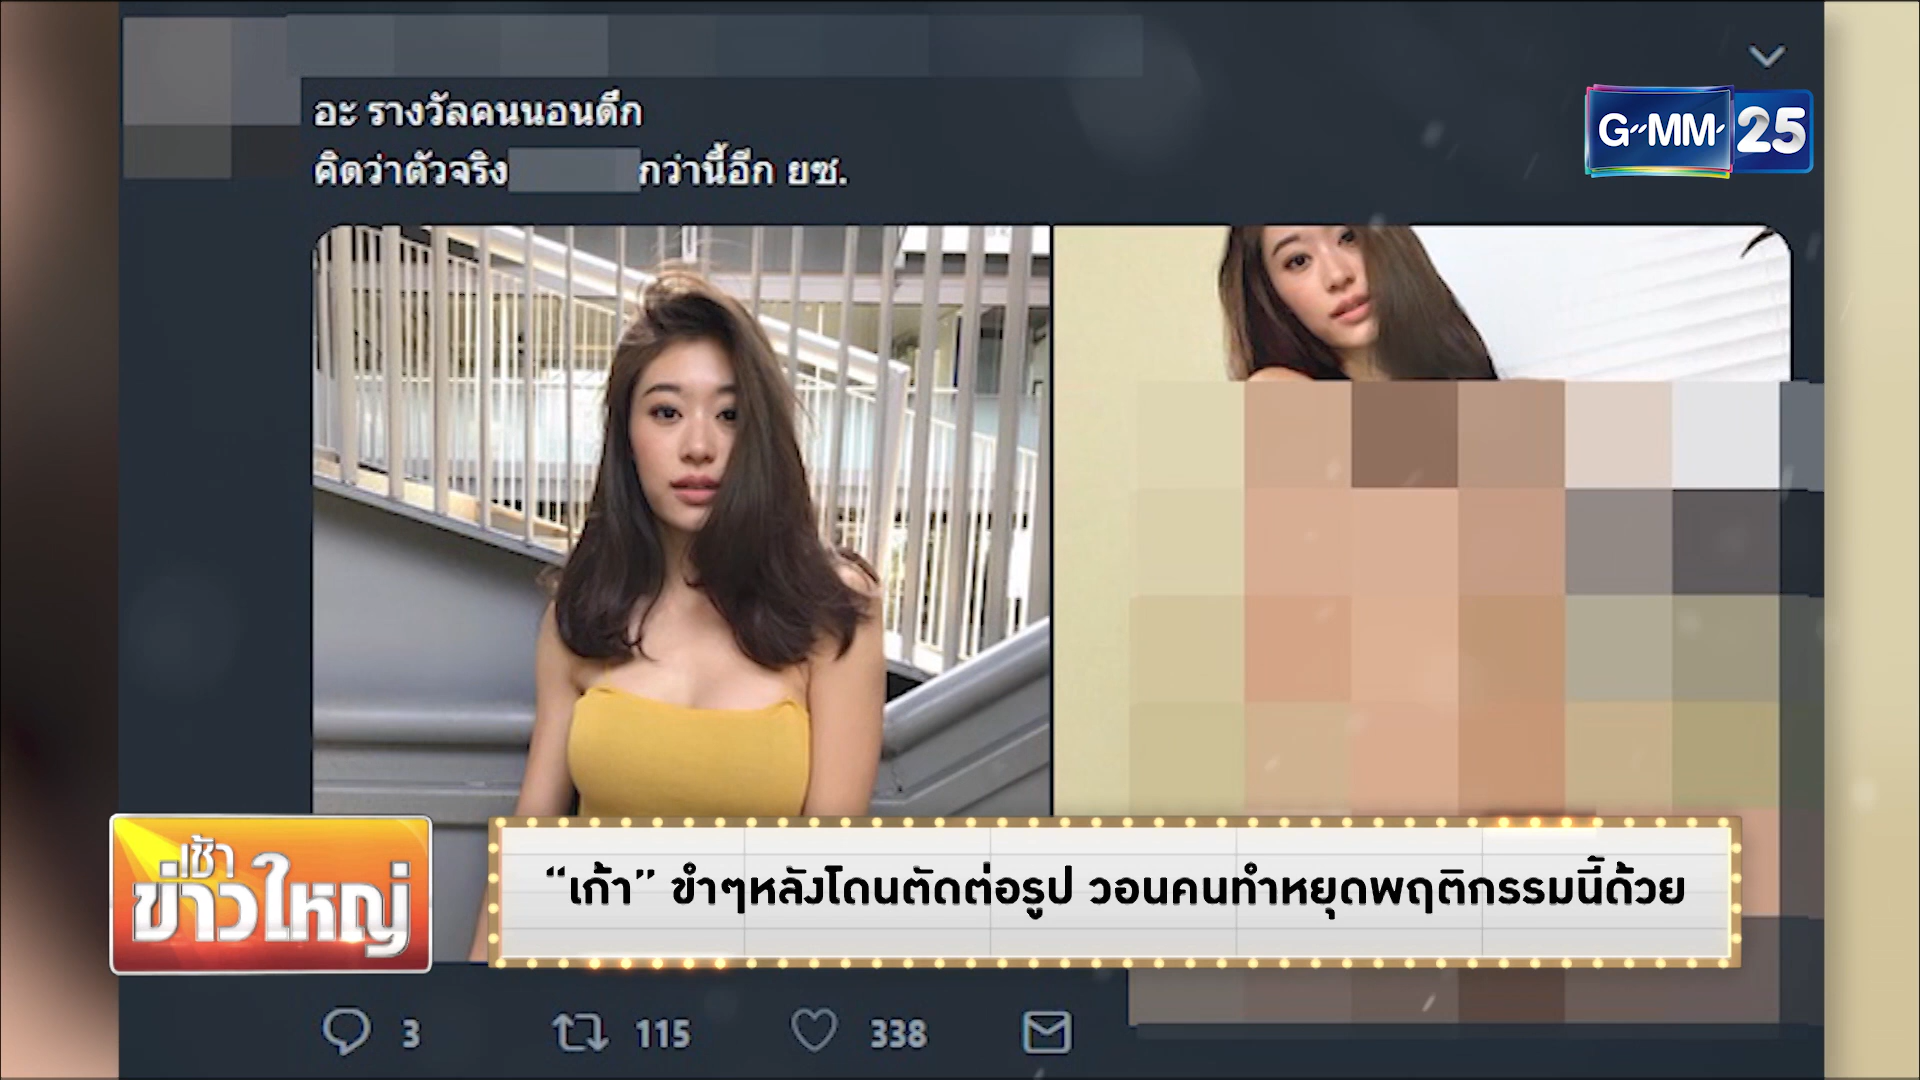 อะ รางวัลคนนอนดึก
คิดว่าตัวจริง กว่านี้อีก ยซ.
G-MM 25
เช้า
ข่าวใหญ่
“เก้า” ขำๆหลังโดนตัดต่อรูป วอนคนทำหยุดพฤติกรรมนี้ด้วย
3 115 338